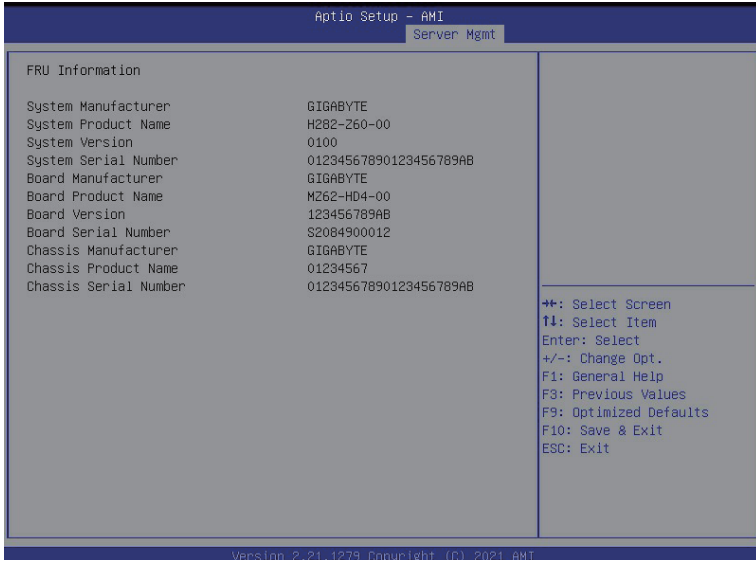 Aptio Setup – AMI
Server Mgmt
FRU Information
System Manufacturer GIGABYTE
System Product Name H282-Z60-00
System Version 0100
System Serial Number 01234567890123456789AB
Board Manufacturer GIGABYTE
Board Product Name MZ62-HD4-00
Board Version 123456789AB
Board Serial Number S2084900012
Chassis Manufacturer GIGABYTE
Chassis Product Name 01234567
Chassis Serial Number 01234567890123456789AB
→←: Select Screen
↑↓: Select Item
Enter: Select
+/-: Change Opt.
F1: General Help
F3: Previous Values
F9: Optimized Defaults
F10: Save & Exit
ESC: Exit
Version 2.21.1279 Copyright (C) 2021 AMI